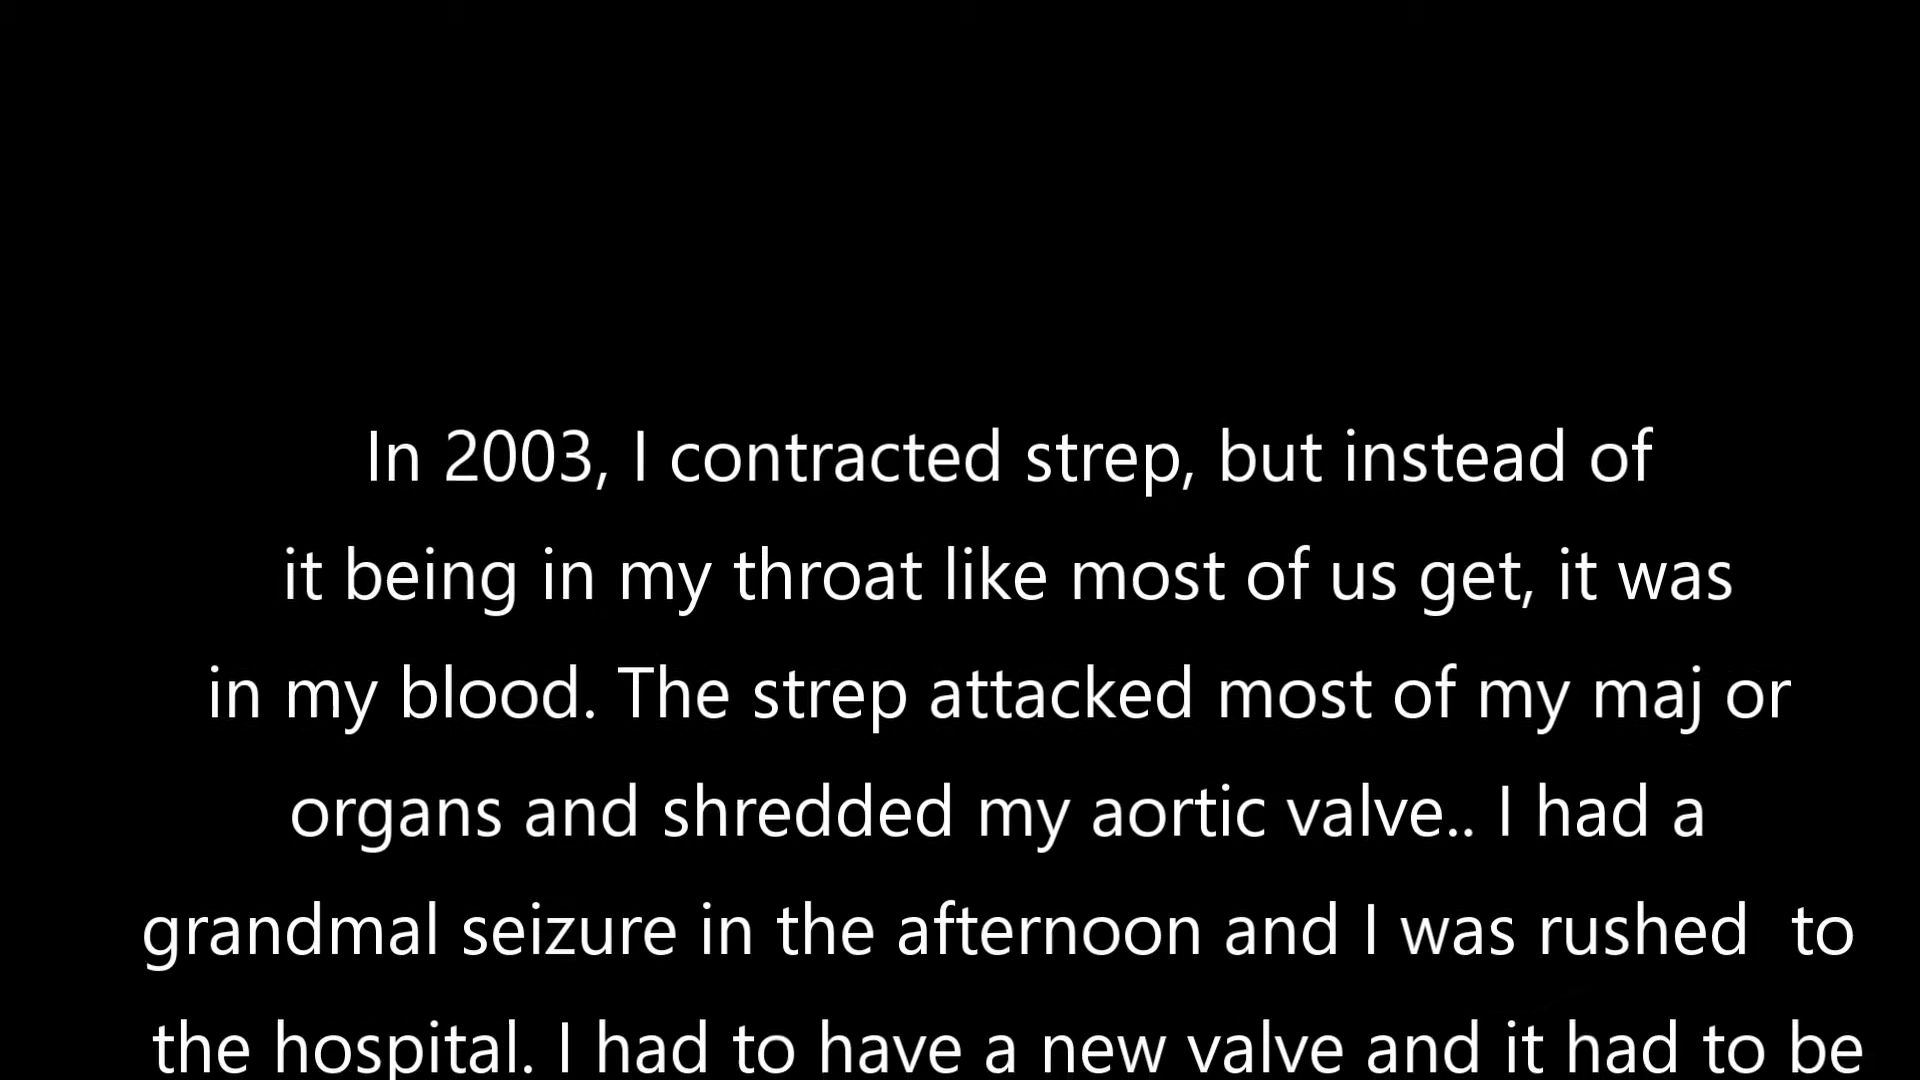 In 2003, I contracted strep, but instead of
it being in my throat like most of us get, it was
in my blood. The strep attacked most of my maj or
organs and shredded my aortic valve.. I had a
grandmal seizure in the afternoon and I was rushed  to
the hospital. I had to have a new valve and it had to be